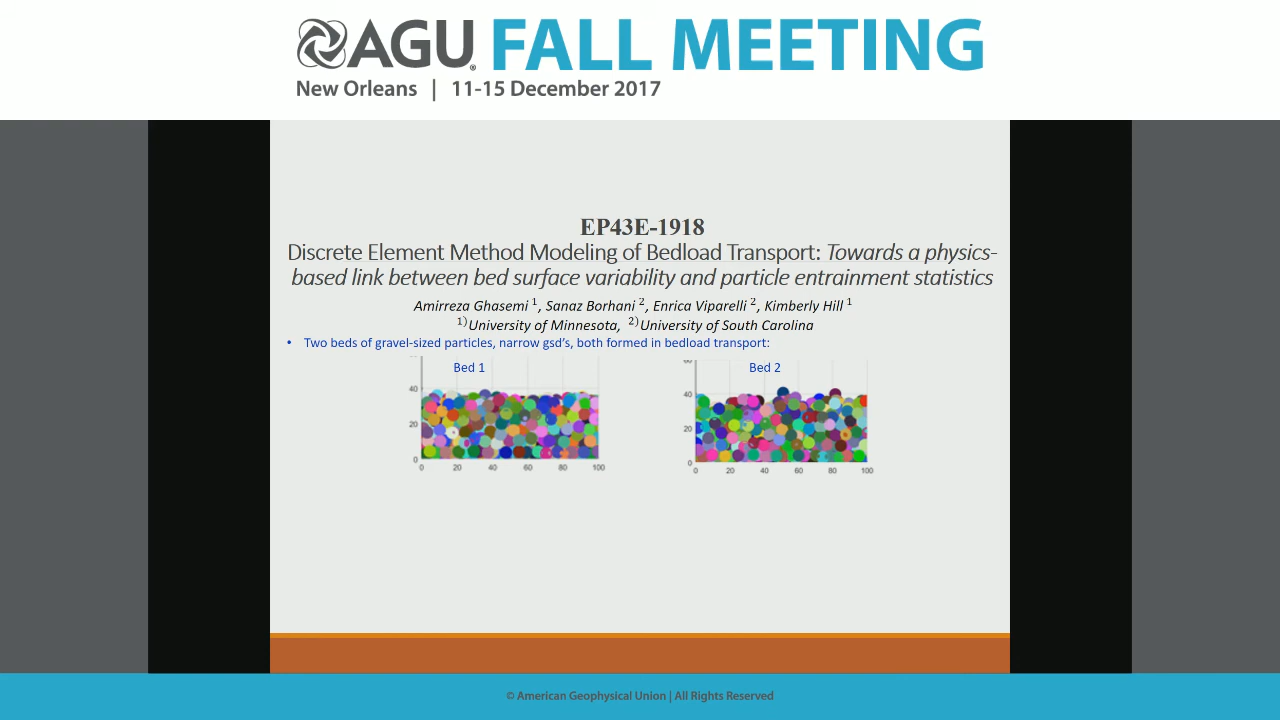 AGU FALL MEETING
New Orleans | 11-15 December 2017
EP43E-1918
Discrete Element Method Modeling of Bedload Transport: Towards a physics-
based link between bed surface variability and particle entrainment statistics
Amirreza Ghasemi 1, Sanaz Borhani 2, Enrica Viparelli 2, Kimberly Hill 1
1)University of Minnesota, 2)University of South Carolina
• Two beds of gravel-sized particles, narrow gsd's, both formed in bedload transport:
Bed 1
40
20
0
0 20 40 60 80 100
Bed 2
60
40
20
0
0 20 40 60 80 100
© American Geophysical Union | All Rights Reserved